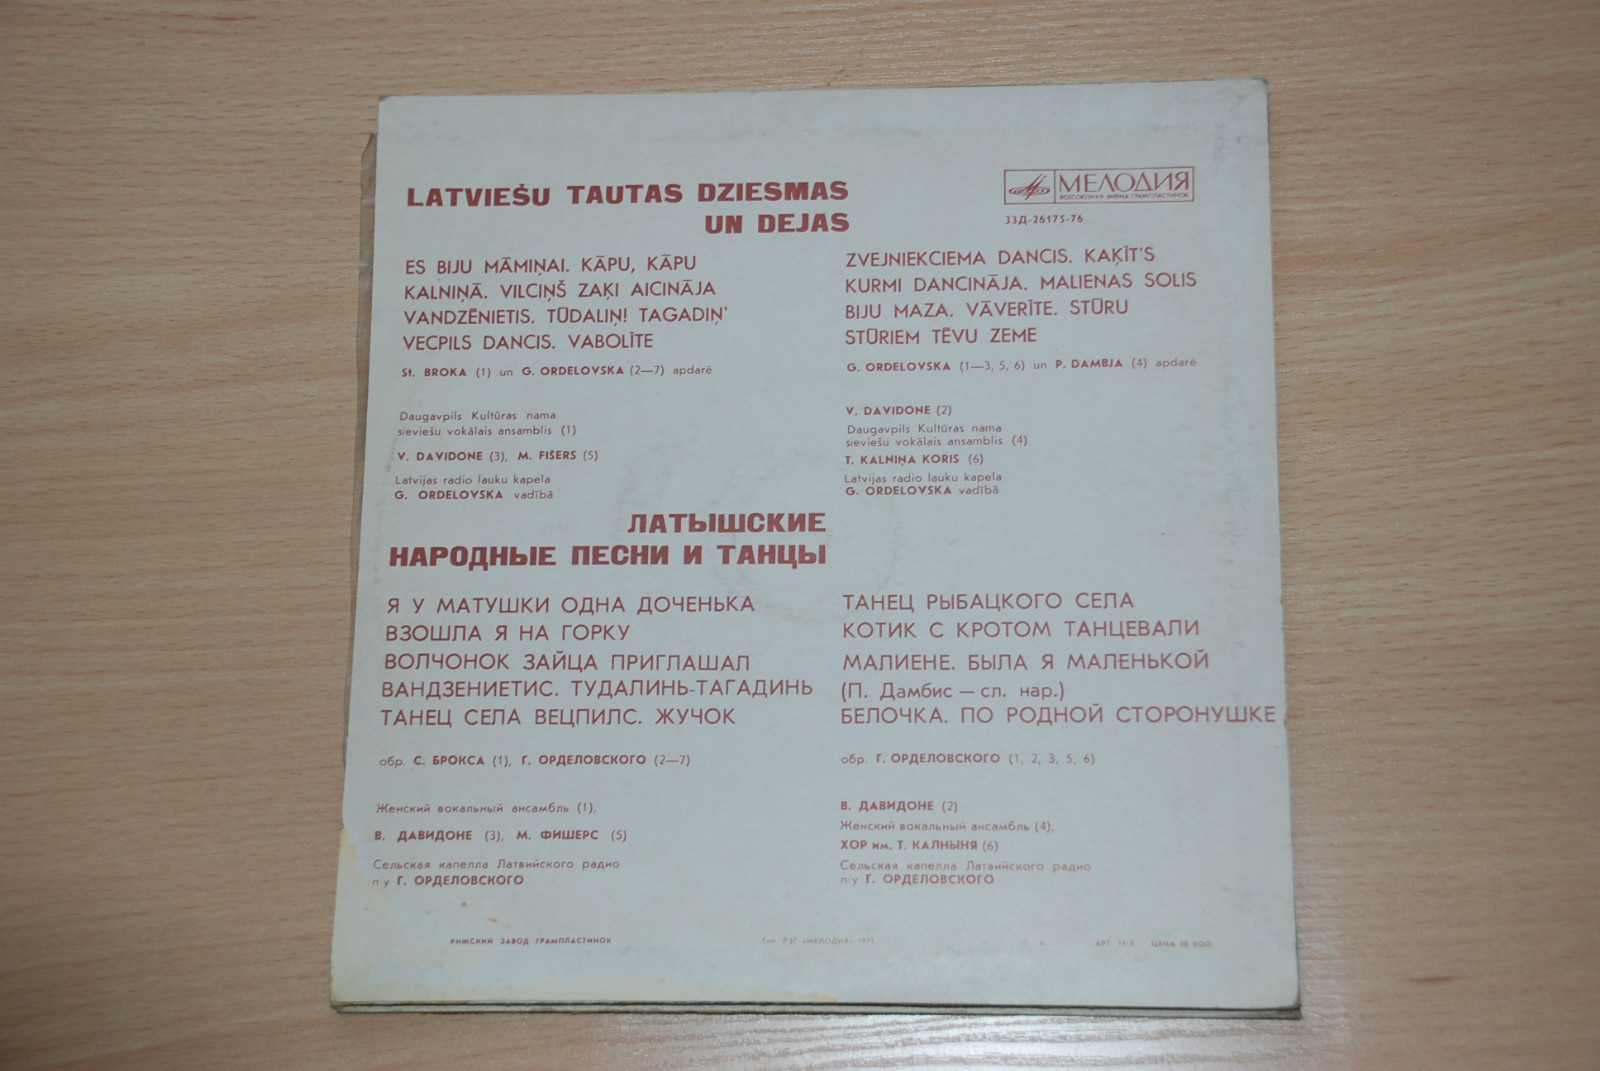 LATVIEŠU TAUTAS DZIESMAS
UN DEJAS
МЕЛОДИЯ
ВСЕСОЮЗНАЯ ФИРМА ГРАМПЛАСТИНОК
33Д-26175-76
ES BIJU MĀMIŅAI. KĀPU, KĀPU
KALNIŅĀ. VILCIŅŠ ZAĶI AICINĀJA
VANDZĒNIETIS. TŪDALIŅ! TAGADIŅ'
VECPILS DANCIS. VABOLĪTE
St. BROKA (1) un G. ORDELOVSKA (2—7) apdarē
Daugavpils Kultūras nama
sieviešu vokālais ansamblis (1)
V. DAVIDONE (3), M. FIŠERS (5)
Latvijas radio lauku kapela
G. ORDELOVSKA vadībā
ZVEJNIEKCIEMA DANCIS. KAĶĪT'S
KURMI DANCINĀJA. MALIENAS SOLIS
BIJU MAZA. VĀVERĪTE. STŪRU
STŪRIEM TĒVU ZEME
G. ORDELOVSKA (1—3, 5, 6) un P. DAMBJA (4) apdarē
V. DAVIDONE (2)
Daugavpils Kultūras nama
sieviešu vokālais ansamblis (4)
T. KALNIŅA KORIS (6)
Latvijas radio lauku kapela
G. ORDELOVSKA vadībā
ЛАТЫШСКИЕ
НАРОДНЫЕ ПЕСНИ И ТАНЦЫ
Я У МАТУШКИ ОДНА ДОЧЕНЬКА
ВЗОШЛА Я НА ГОРКУ
ВОЛЧОНОК ЗАЙЦА ПРИГЛАШАЛ
ВАНДЗЕНИЕТИС. ТУДАЛИНЬ-ТАГАДИНЬ
ТАНЕЦ СЕЛА ВЕЦПИЛС. ЖУЧОК
обр. С. БРОКСА (1), Г. ОРДЕЛОВСКОГО (2—7)
Женский вокальный ансамбль (1),
В. ДАВИДОНЕ (3), М. ФИШЕРС (5)
Сельская капелла Латвийского радио
п/у Г. ОРДЕЛОВСКОГО
ТАНЕЦ РЫБАЦКОГО СЕЛА
КОТИК С КРОТОМ ТАНЦЕВАЛИ
МАЛИЕНЕ. БЫЛА Я МАЛЕНЬКОЙ
(П. Дамбис — сл. нар.)
БЕЛОЧКА. ПО РОДНОЙ СТОРОНУШКЕ
обр. Г. ОРДЕЛОВСКОГО (1, 2, 3, 5, 6)
В. ДАВИДОНЕ (2)
Женский вокальный ансамбль (4),
ХОР им. Т. КАЛНЫНЯ (6)
Сельская капелла Латвийского радио
п/у Г. ОРДЕЛОВСКОГО
РИЖСКИЙ ЗАВОД ГРАМПЛАСТИНОК
Тип. РЗГ «МЕЛОДИЯ» 1971
АРТ. ЦЕНА КОП.